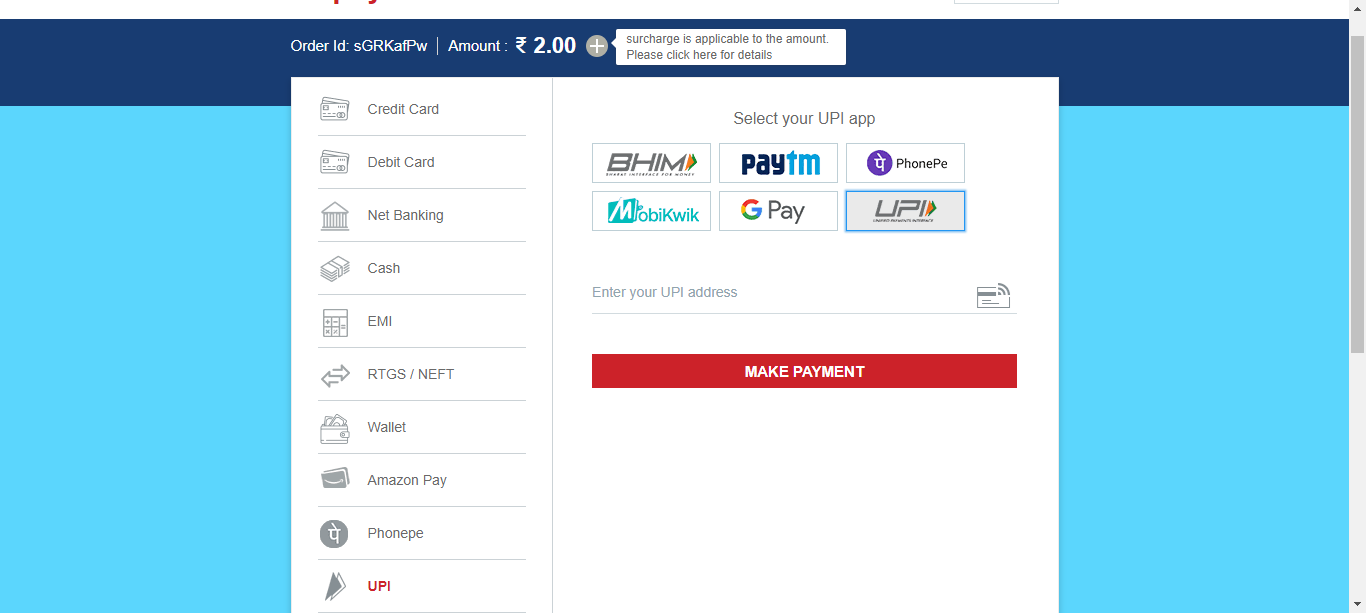 Order Id: sGRKafPw | Amount : ₹ 2.00
surcharge is applicable to the amount.
Please click here for details
Credit Card
Debit Card
Net Banking
Cash
EMI
RTGS / NEFT
Wallet
Amazon Pay
पे Phonepe
UPI
Select your UPI app
BHIM
BHARAT INTERFACE FOR MONEY
paytm
पे PhonePe
MobiKwik
G Pay
UPI
UNIFIED PAYMENTS INTERFACE
Enter your UPI address
MAKE PAYMENT